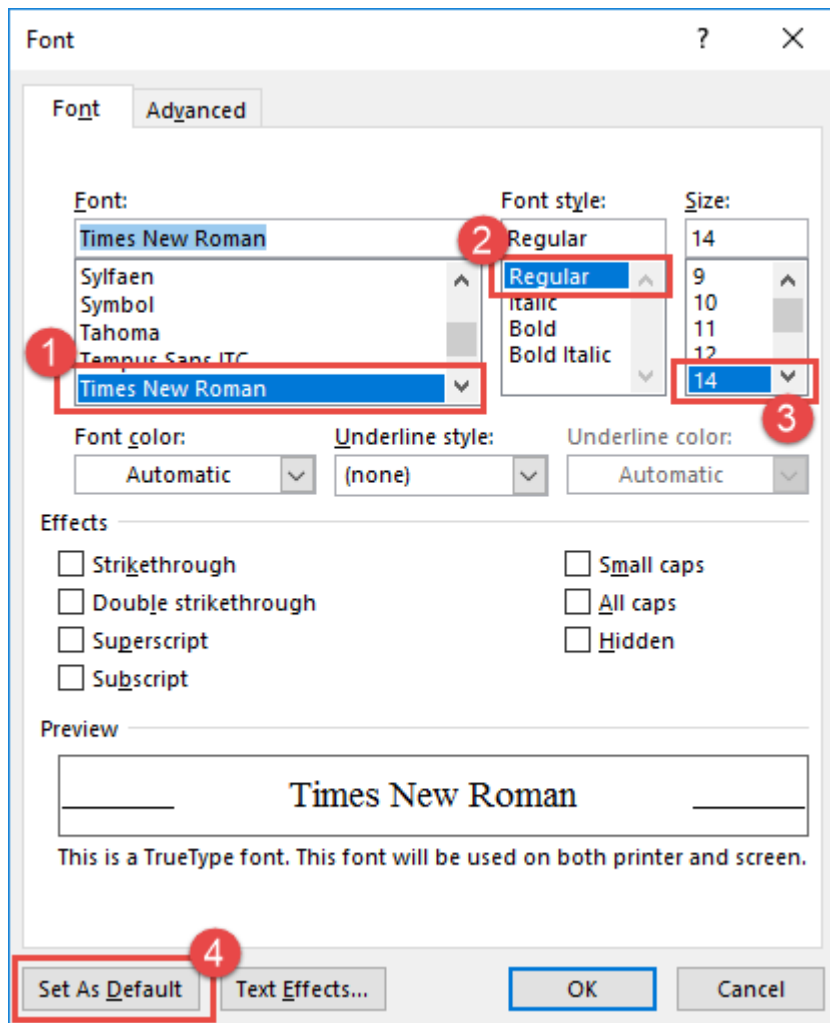 Font ?
Font Advanced
Font: Font style: Size:
Times New Roman Regular 14
Sylfaen Regular 9
Symbol Italic 10
Tahoma Bold 11
Tempus Sans ITC Bold Italic 12
Times New Roman 14
1
2
3
Font color: Underline style: Underline color:
Automatic (none) Automatic
Effects
Strikethrough Small caps
Double strikethrough All caps
Superscript Hidden
Subscript
Preview
Times New Roman
This is a TrueType font. This font will be used on both printer and screen.
4
Set As Default Text Effects... OK Cancel